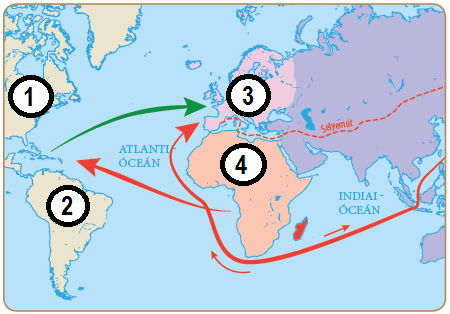 1
3
Selyemút
ATLANTI
ÓCEÁN
4
2
INDIAI-
ÓCEÁN